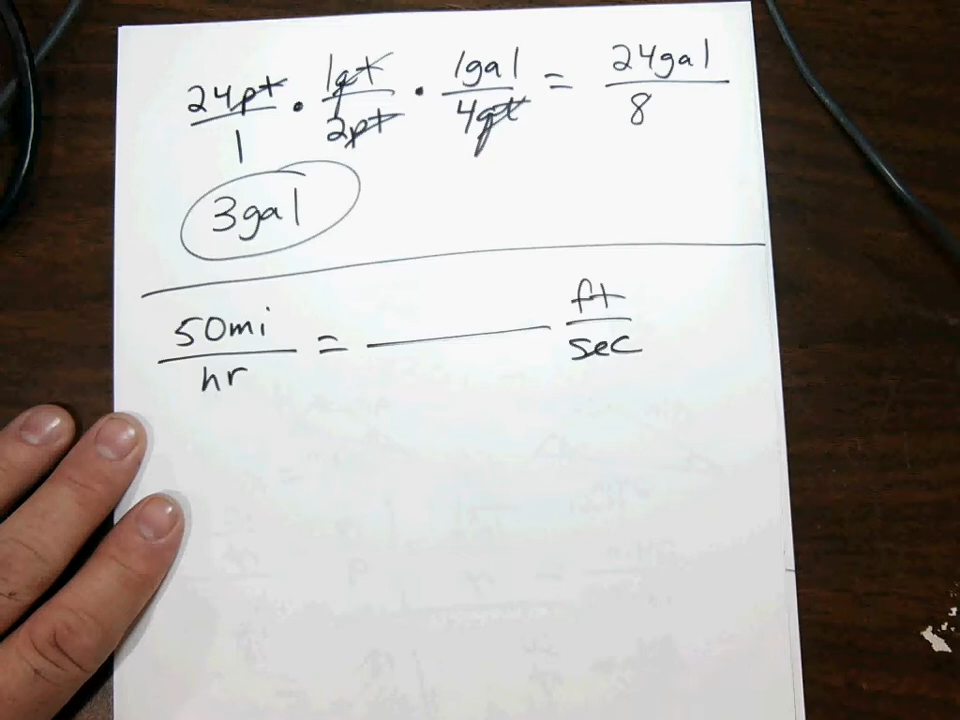 24pt/1 · 1qt/2pt · 1gal/4qt = 24gal/8
3gal
50mi/hr = ______ ft/sec